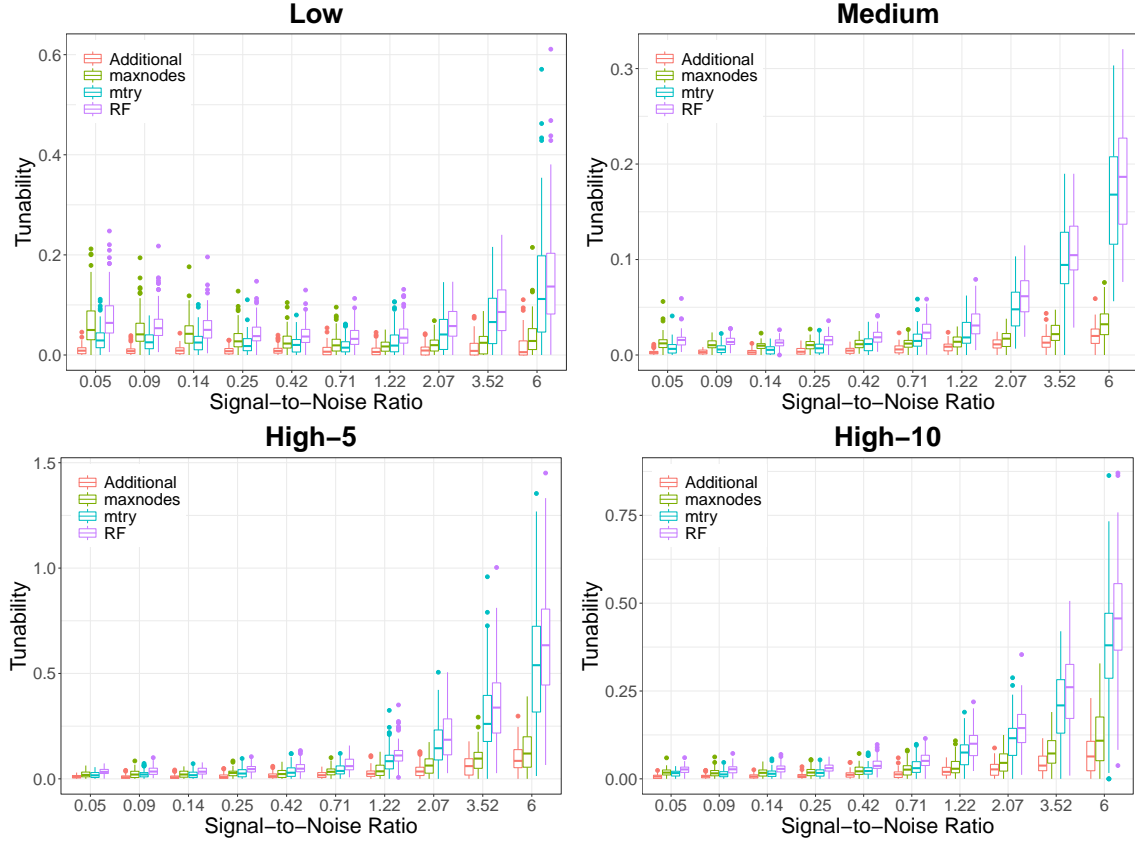 Low
Additional
maxnodes
mtry
RF
Tunability
0.6
0.4
0.2
0.0
0.05 0.09 0.14 0.25 0.42 0.71 1.22 2.07 3.52 6
Signal-to-Noise Ratio
Medium
Additional
maxnodes
mtry
RF
Tunability
0.3
0.2
0.1
0.0
0.05 0.09 0.14 0.25 0.42 0.71 1.22 2.07 3.52 6
Signal-to-Noise Ratio
High-5
Additional
maxnodes
mtry
RF
Tunability
1.5
1.0
0.5
0.0
0.05 0.09 0.14 0.25 0.42 0.71 1.22 2.07 3.52 6
Signal-to-Noise Ratio
High-10
Additional
maxnodes
mtry
RF
Tunability
0.75
0.50
0.25
0.00
0.05 0.09 0.14 0.25 0.42 0.71 1.22 2.07 3.52 6
Signal-to-Noise Ratio